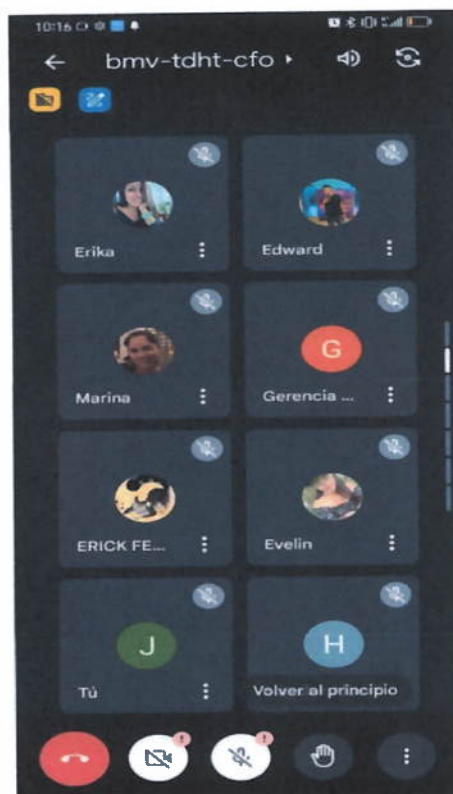 10:16
bmv-tdht-cfo
Erika
Edward
Marina
G
Gerencia ...
ERICK FE...
Evelin
J
H
Tú
Volver al principio